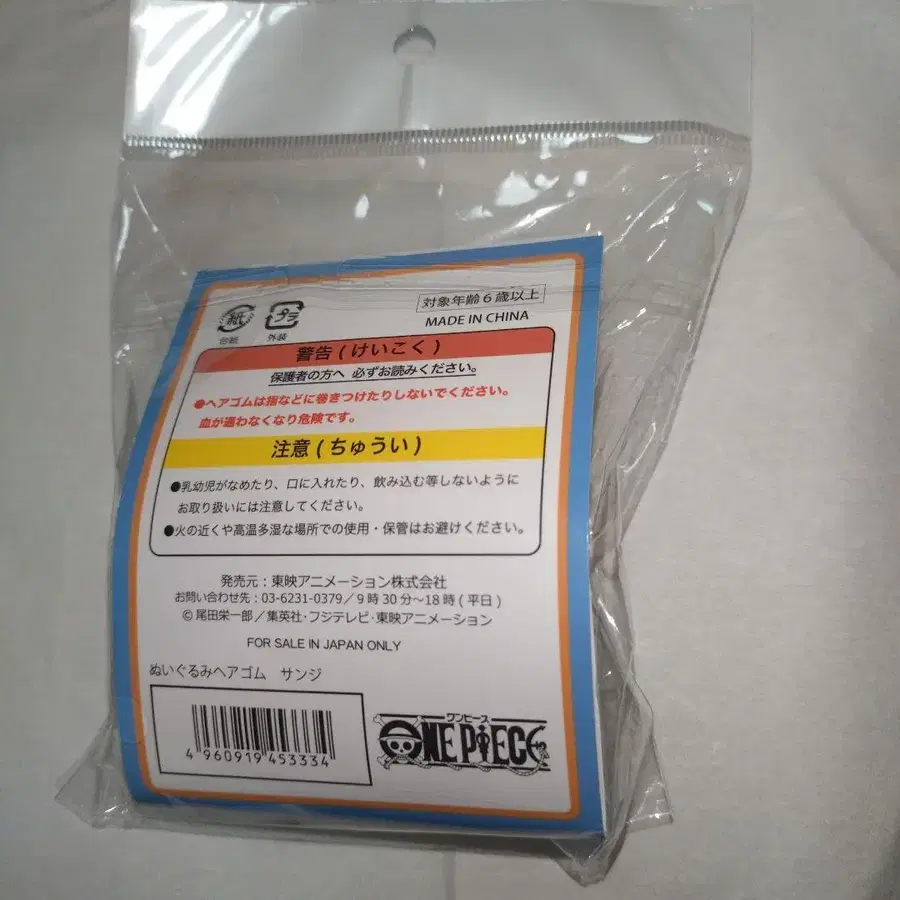 対象年齢6歳以上
MADE IN CHINA
紙
プラ
台紙
外装
警告(けいこく)
保護者の方へ 必ずお読みください。
●ヘアゴムは指などに巻きつけたりしないでください。
血が通わなくなり危険です。
注意(ちゅうい)
●乳幼児がなめたり、口に入れたり、飲み込む等しないように
お取り扱いには注意してください。
●火の近くや高温多湿な場所での使用・保管はお避けください。
発売元:東映アニメーション株式会社
お問い合わせ先:03-6231-0379/9時30分~18時(平日)
©尾田栄一郎/集英社・フジテレビ・東映アニメーション
FOR SALE IN JAPAN ONLY
ぬいぐるみヘアゴム サンジ
4 960919 453334
ワンピース
ONE PIECE